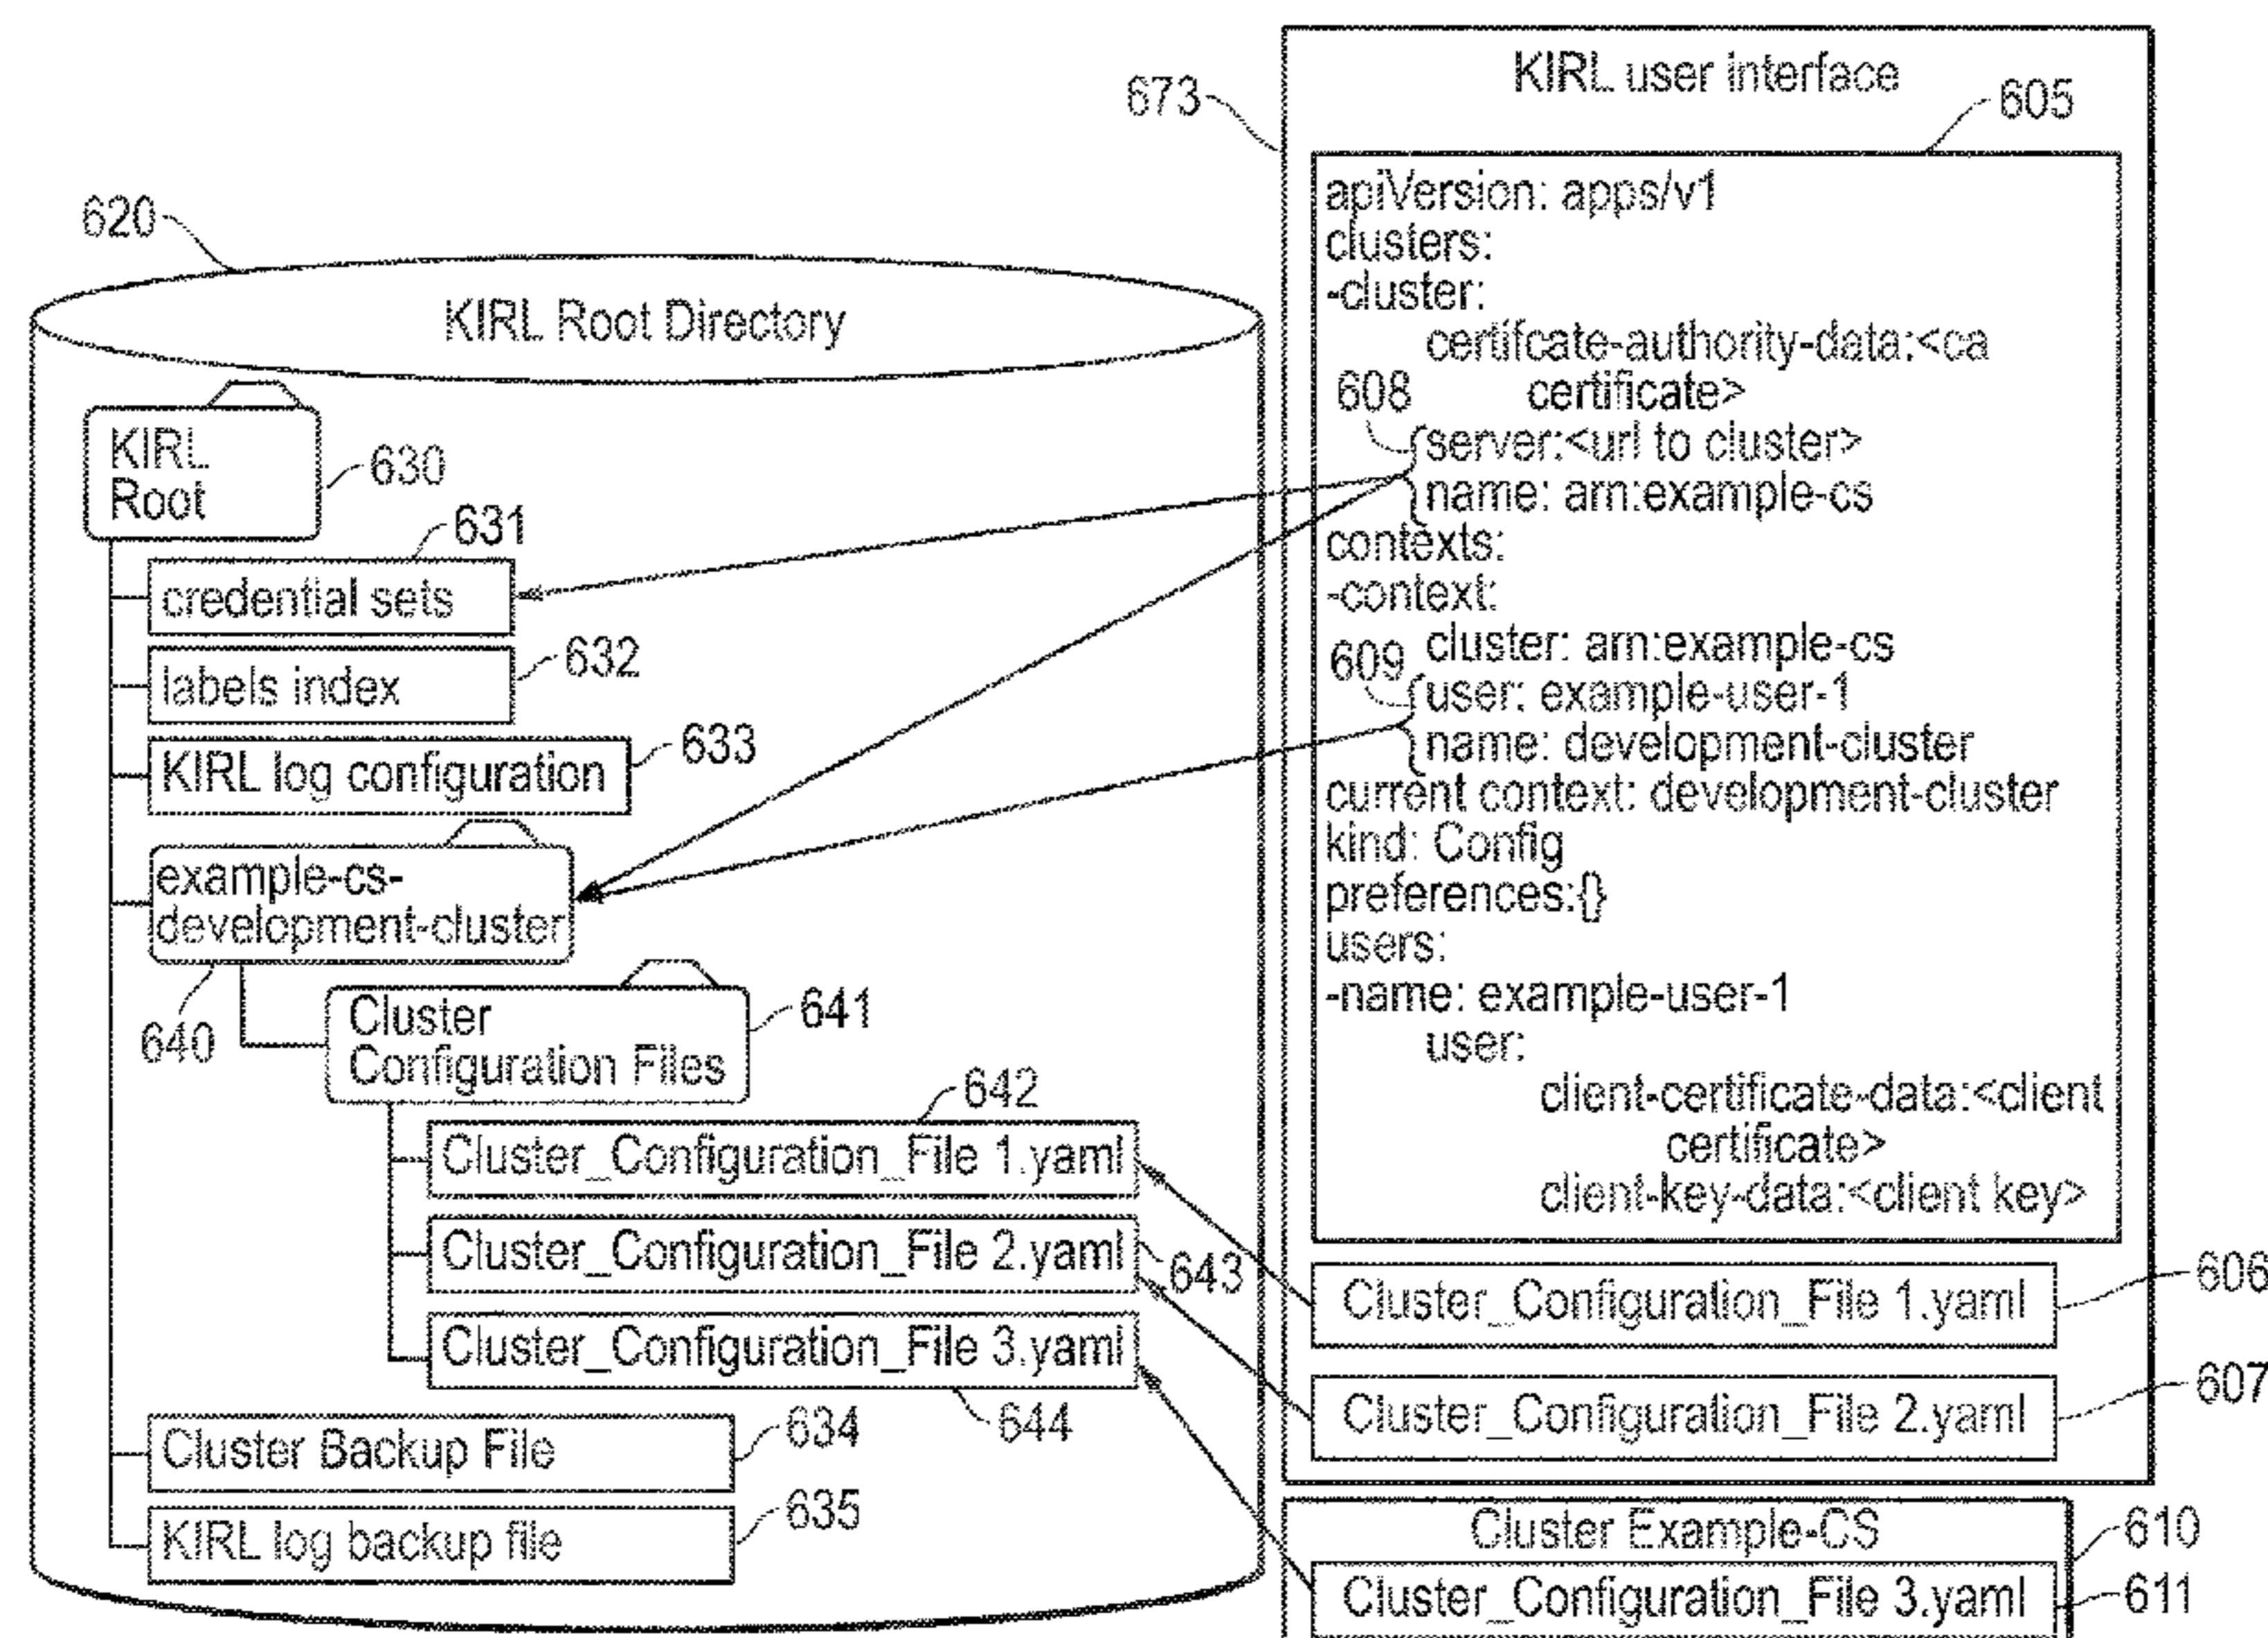 620
KIRL Root Directory
KIRL
Root
630
631
credential sets
632
labels index
633
KIRL log configuration
example-cs-
development-cluster
640
Cluster
Configuration Files
641
642
Cluster_Configuration_File 1.yaml
Cluster_Configuration_File 2.yaml
643
Cluster_Configuration_File 3.yaml
644
Cluster Backup File
634
KIRL log backup file
635
673
KIRL user interface
605
apiVersion: apps/v1
clusters:
-cluster:
certifcate-authority-data:<ca
certificate>
608
server:<url to cluster>
name: arn:example-cs
contexts:
-context:
cluster: arn:example-cs
609
user: example-user-1
name: development-cluster
current context: development-cluster
kind: Config
preferences:{}
users:
-name: example-user-1
user:
client-certificate-data:<client
certificate>
client-key-data:<client key>
Cluster_Configuration_File 1.yaml
606
Cluster_Configuration_File 2.yaml
607
Cluster Example-CS
610
Cluster_Configuration_File 3.yaml
611